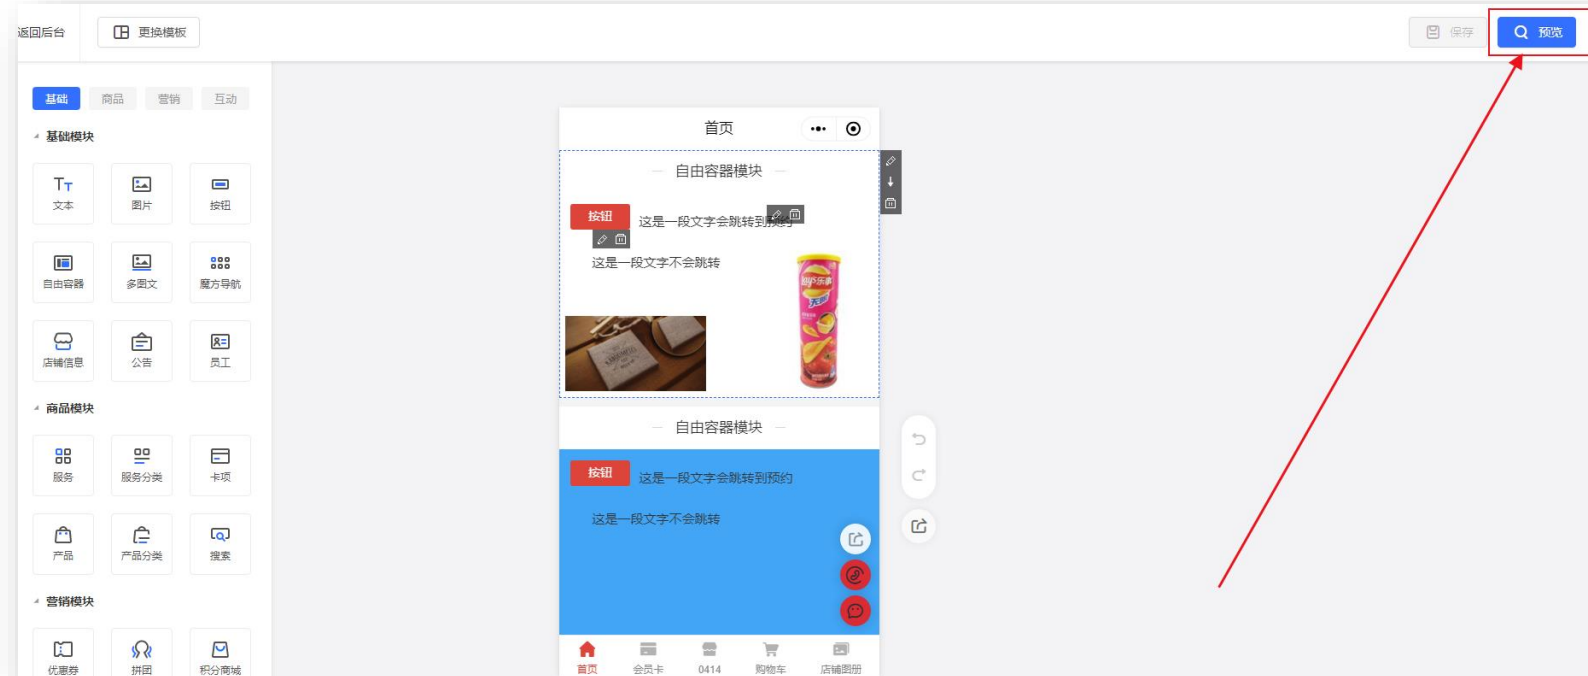 返回后台
更换模板
保存
预览
基础
商品
营销
互动
基础模块
文本
图片
按钮
自由容器
多图文
魔方导航
店铺信息
公告
员工
商品模块
服务
服务分类
卡项
产品
产品分类
搜索
营销模块
优惠券
拼团
积分商城
首页
自由容器模块
按钮
这是一段文字会跳转到预约
这是一段文字不会跳转
自由容器模块
按钮
这是一段文字会跳转到预约
这是一段文字不会跳转
首页
会员卡
0414
购物车
店铺图册